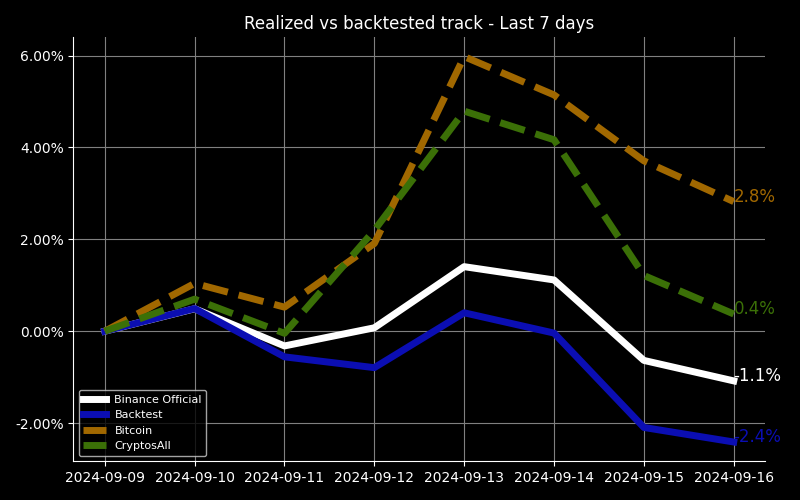 Realized vs backtested track - Last 7 days
6.00%
4.00%
2.00%
0.00%
-2.00%
2.8%
0.4%
-1.1%
-2.4%
Binance Official
Backtest
Bitcoin
CryptosAll
2024-09-09 2024-09-10 2024-09-11 2024-09-12 2024-09-13 2024-09-14 2024-09-15 2024-09-16